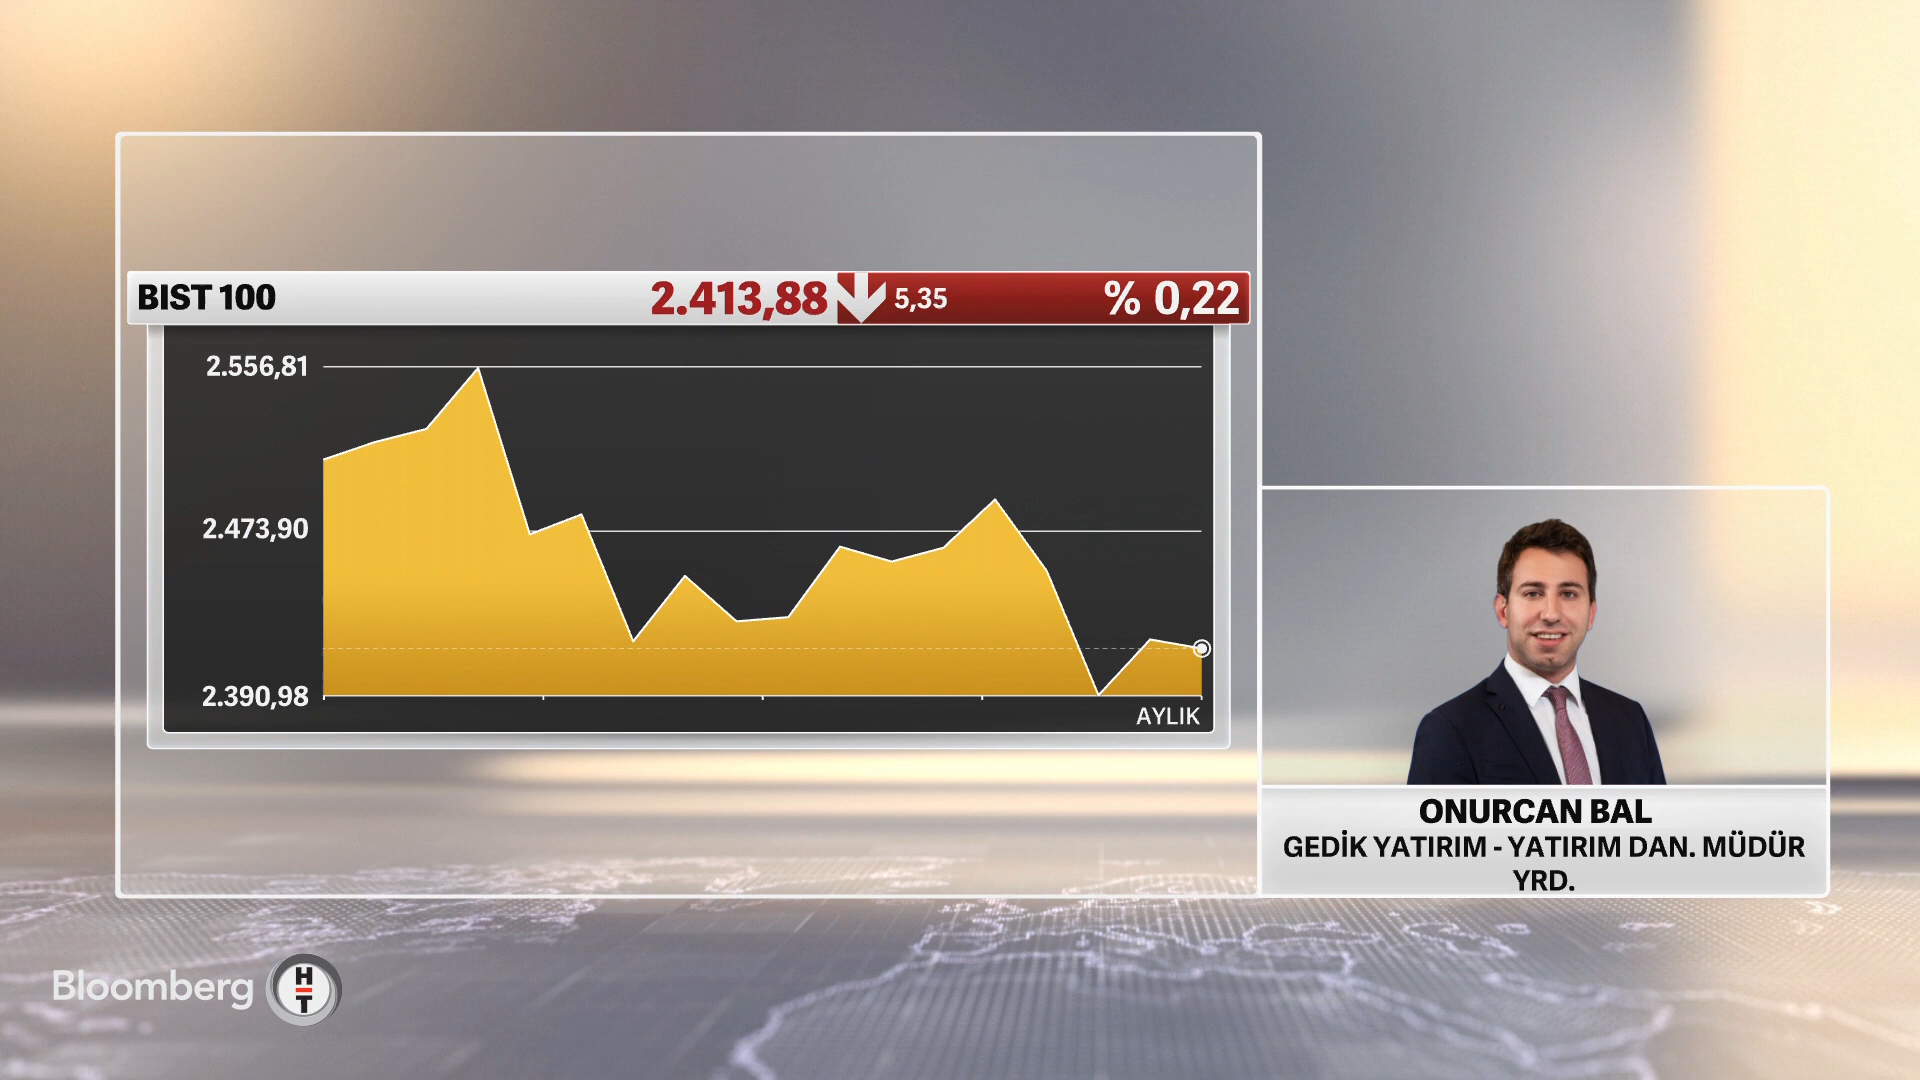 BIST 100 2.413,88 5,35 % 0,22
2.556,81
2.473,90
2.390,98
AYLIK
ONURCAN BAL
GEDİK YATIRIM - YATIRIM DAN. MÜDÜR
YRD.
Bloomberg HT